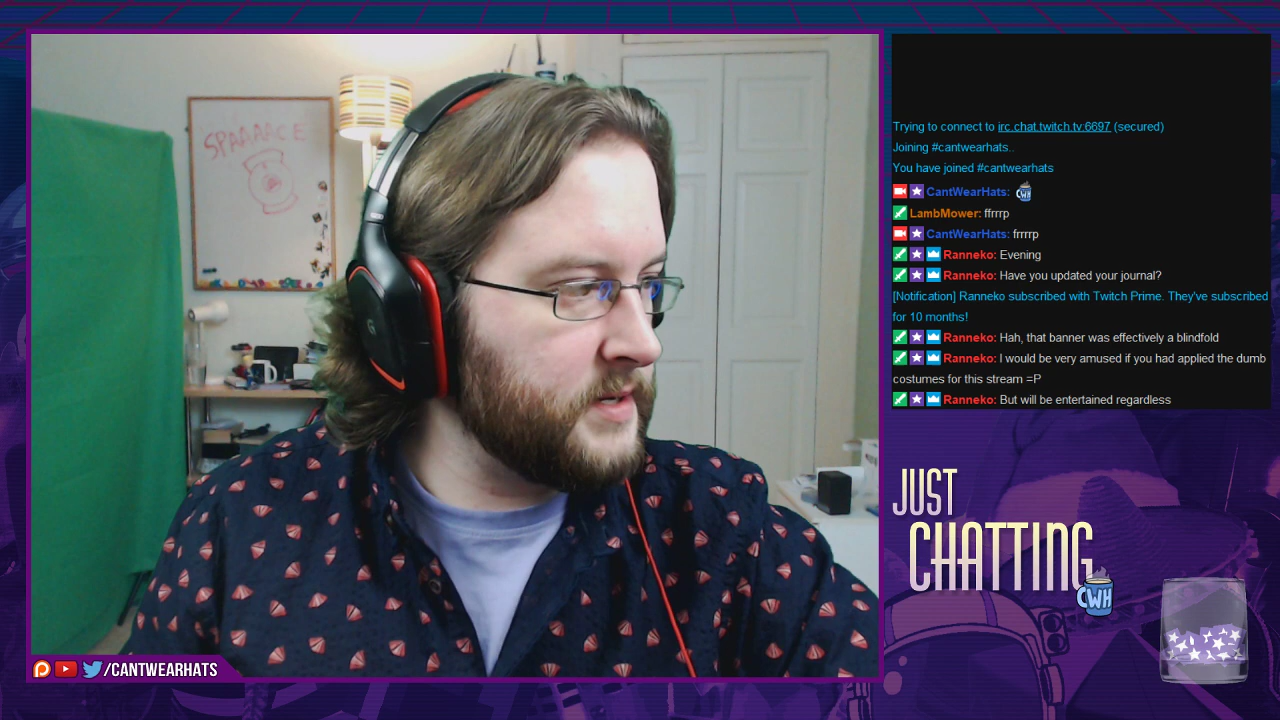 SPAAAACE
G
/CANTWEARHATS
Trying to connect to irc.chat.twitch.tv:6697 (secured)
Joining #cantwearhats..
You have joined #cantwearhats
CantWearHats: CWH
LambMower: ffrrrp
CantWearHats: frrrrp
Ranneko: Evening
Ranneko: Have you updated your journal?
[Notification] Ranneko subscribed with Twitch Prime. They've subscribed
for 10 months!
Ranneko: Hah, that banner was effectively a blindfold
Ranneko: I would be very amused if you had applied the dumb
costumes for this stream =P
Ranneko: But will be entertained regardless
JUST
CHATTING
CWH